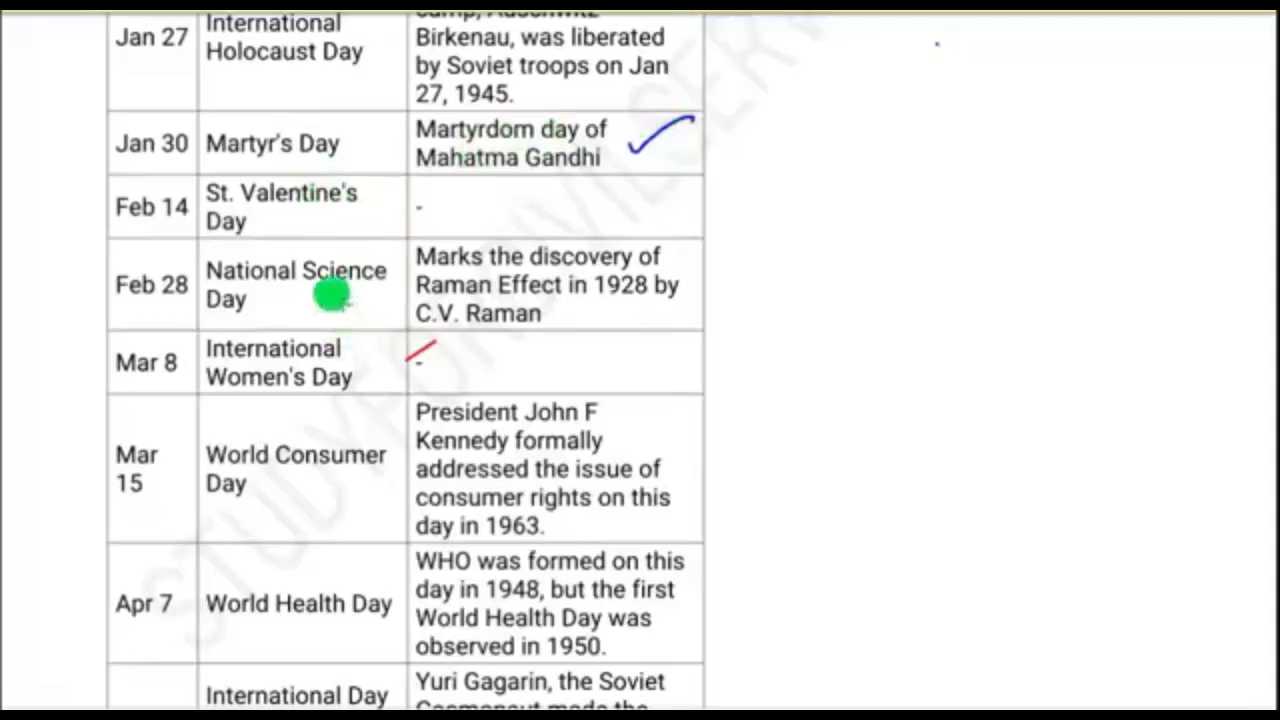 Jan 27
International
Holocaust Day
Camp, Auschwitz
Birkenau, was liberated
by Soviet troops on Jan
27, 1945.
Jan 30
Martyr's Day
Martyrdom day of
Mahatma Gandhi
Feb 14
St. Valentine's
Day
-
Feb 28
National Science
Day
Marks the discovery of
Raman Effect in 1928 by
C.V. Raman
Mar 8
International
Women's Day
-
Mar
15
World Consumer
Day
President John F
Kennedy formally
addressed the issue of
consumer rights on this
day in 1963.
Apr 7
World Health Day
WHO was formed on this
day in 1948, but the first
World Health Day was
observed in 1950.
International Day
Yuri Gagarin, the Soviet
Cosmonaut made the